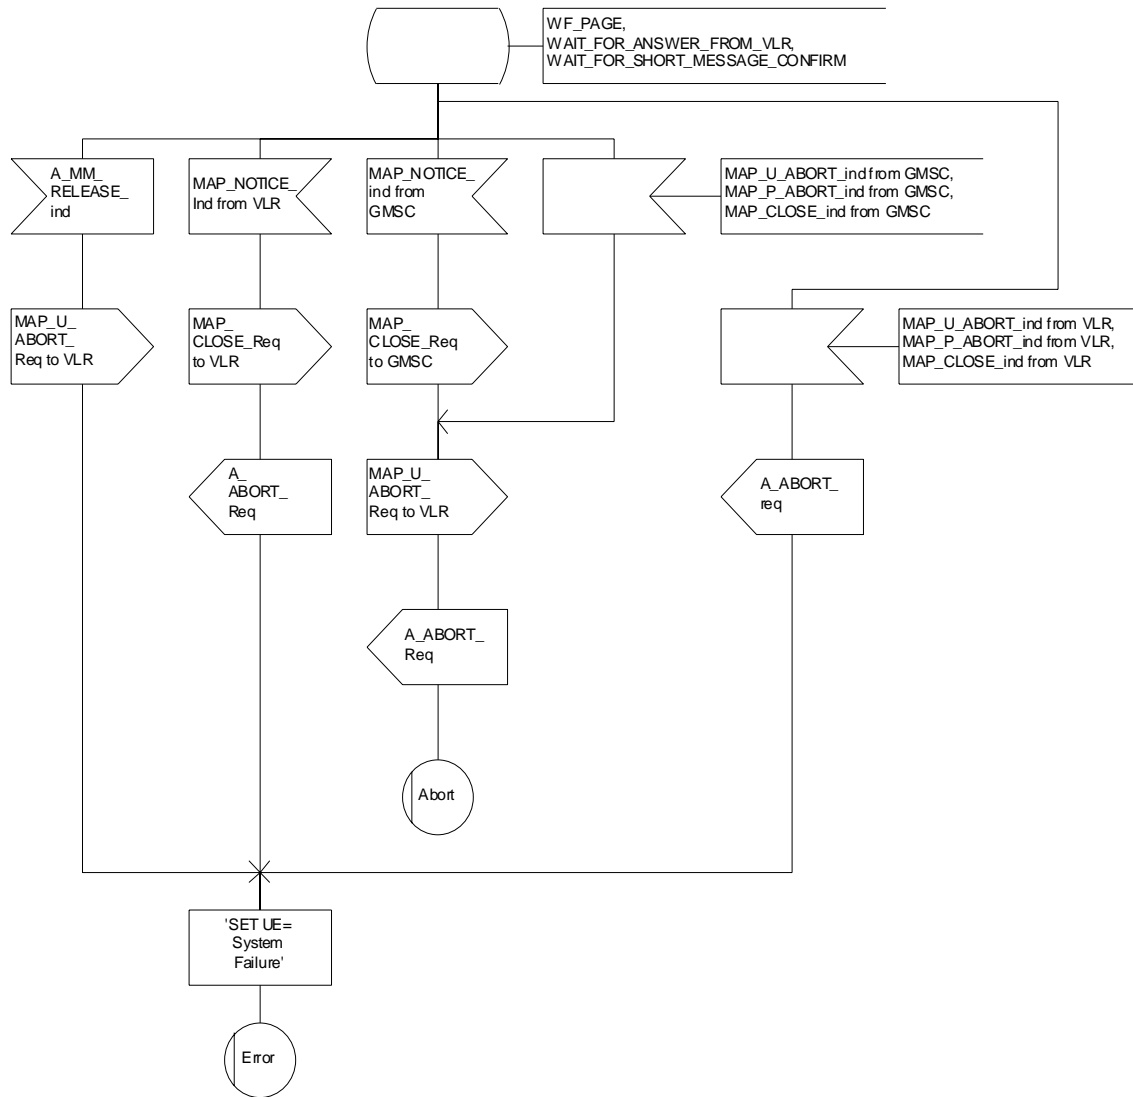 WF_PAGE,
WAIT_FOR_ANSWER_FROM_VLR,
WAIT_FOR_SHORT_MESSAGE_CONFIRM
A_MM_
RELEASE_
ind
MAP_NOTICE_
Ind from VLR
MAP_NOTICE_
ind from
GMSC
MAP_U_ABORT_ind from GMSC,
MAP_P_ABORT_ind from GMSC,
MAP_CLOSE_ind from GMSC
MAP_U_
ABORT_
Req to VLR
MAP_
CLOSE_Req
to VLR
MAP_
CLOSE_Req
to GMSC
MAP_U_ABORT_ind from VLR,
MAP_P_ABORT_ind from VLR,
MAP_CLOSE_ind from VLR
A_
ABORT_
Req
MAP_U_
ABORT_
Req to VLR
A_ABORT_
req
A_ABORT_
Req
Abort
'SET UE=
System
Failure'
Error